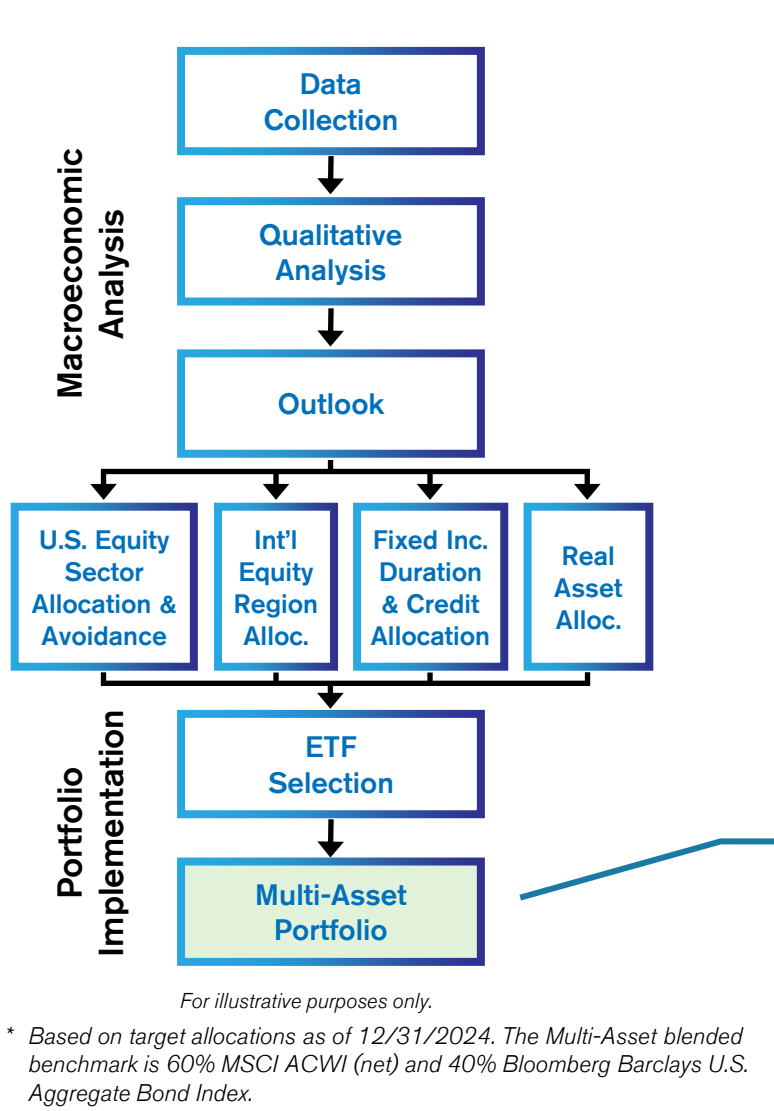 Data
Collection
Macroeconomic
Analysis
Qualitative
Analysis
Outlook
U.S. Equity
Sector
Allocation &
Avoidance
Int'l
Equity
Region
Alloc.
Fixed Inc.
Duration
& Credit
Allocation
Real
Asset
Alloc.
Portfolio
Implementation
ETF
Selection
Multi-Asset
Portfolio
For illustrative purposes only.
* Based on target allocations as of 12/31/2024. The Multi-Asset blended
benchmark is 60% MSCI ACWI (net) and 40% Bloomberg Barclays U.S.
Aggregate Bond Index.